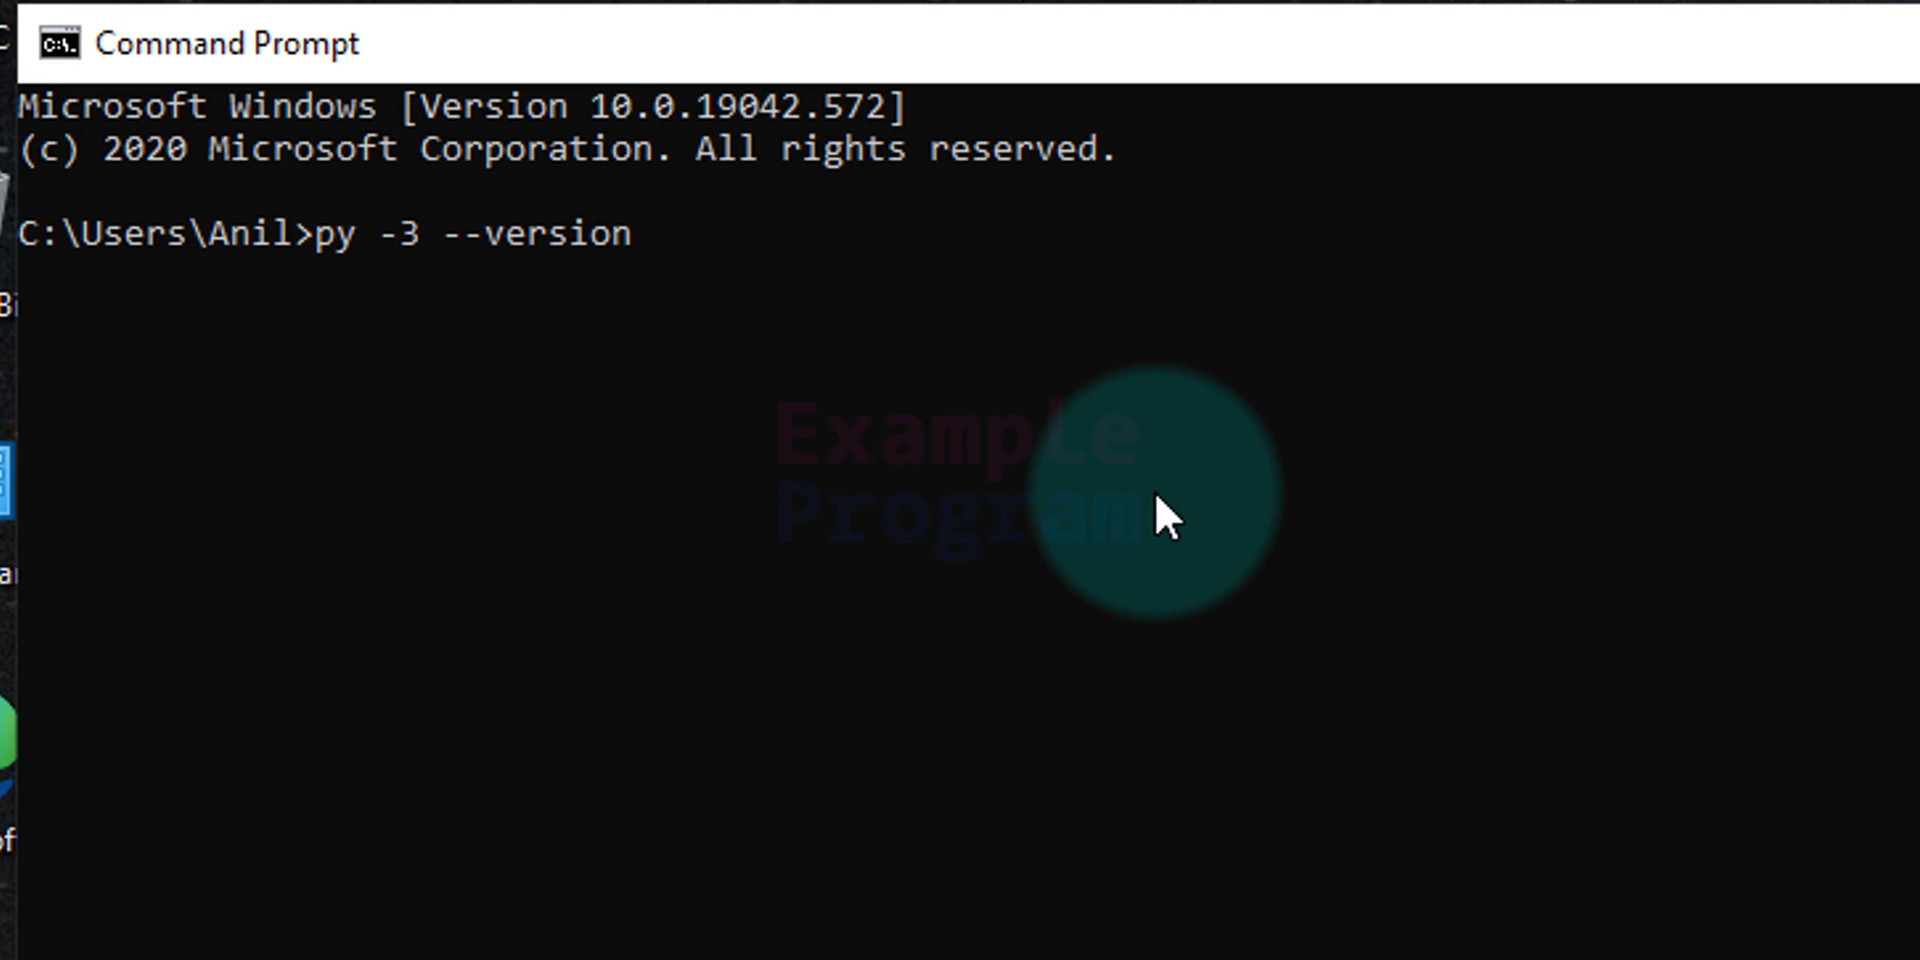 Command Prompt
Microsoft Windows [Version 10.0.19042.572]
(c) 2020 Microsoft Corporation. All rights reserved.
C:\Users\Anil>py -3 --version
Example
Program